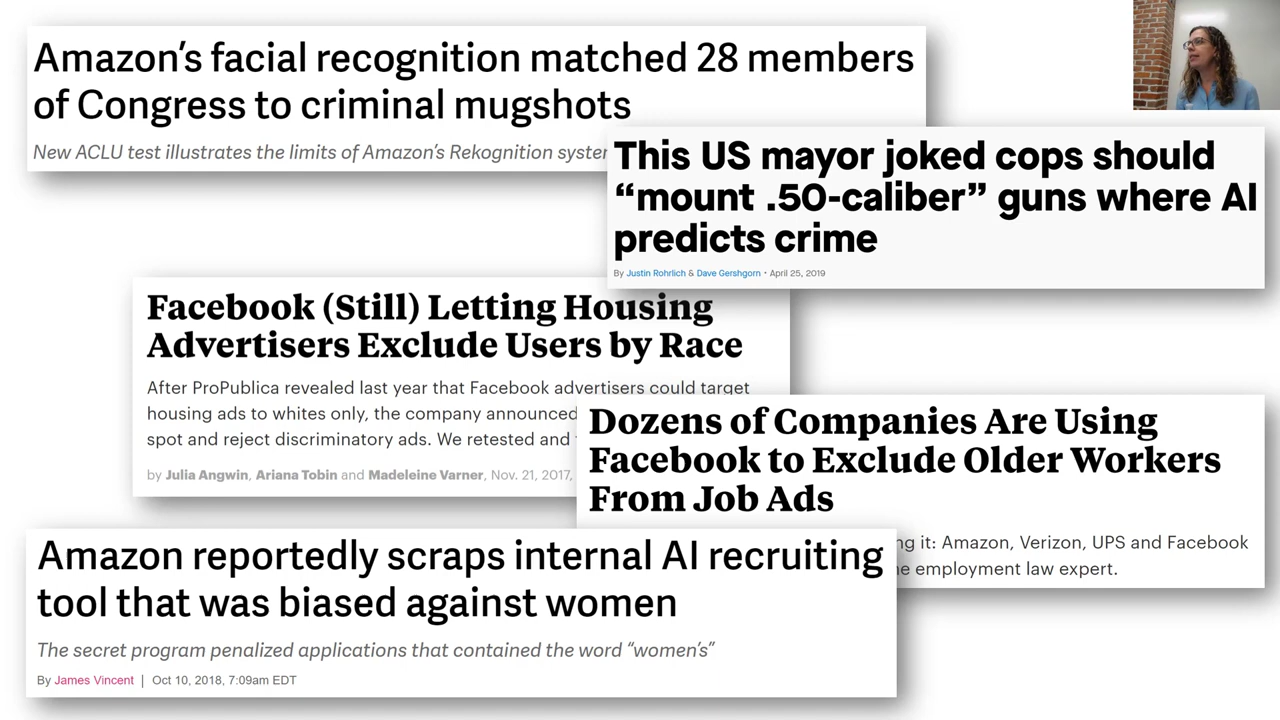 Amazon's facial recognition matched 28 members
of Congress to criminal mugshots
New ACLU test illustrates the limits of Amazon's Rekognition
This US mayor joked cops should
“mount .50-caliber” guns where AI
predicts crime
By Justin Rohrlich & Dave Gershgorn • April 25, 2019
Facebook (Still) Letting Housing
Advertisers Exclude Users by Race
After ProPublica revealed last year that Facebook advertisers could target
housing ads to whites only, the company announced
spot and reject discriminatory ads. We retested and
by Julia Angwin, Ariana Tobin and Madeleine Varner, Nov. 21, 2017,
Dozens of Companies Are Using
Facebook to Exclude Older Workers
From Job Ads
it: Amazon, Verizon, UPS and Facebook
employment law expert.
Amazon reportedly scraps internal AI recruiting
tool that was biased against women
The secret program penalized applications that contained the word “women's”
By James Vincent | Oct 10, 2018, 7:09am EDT